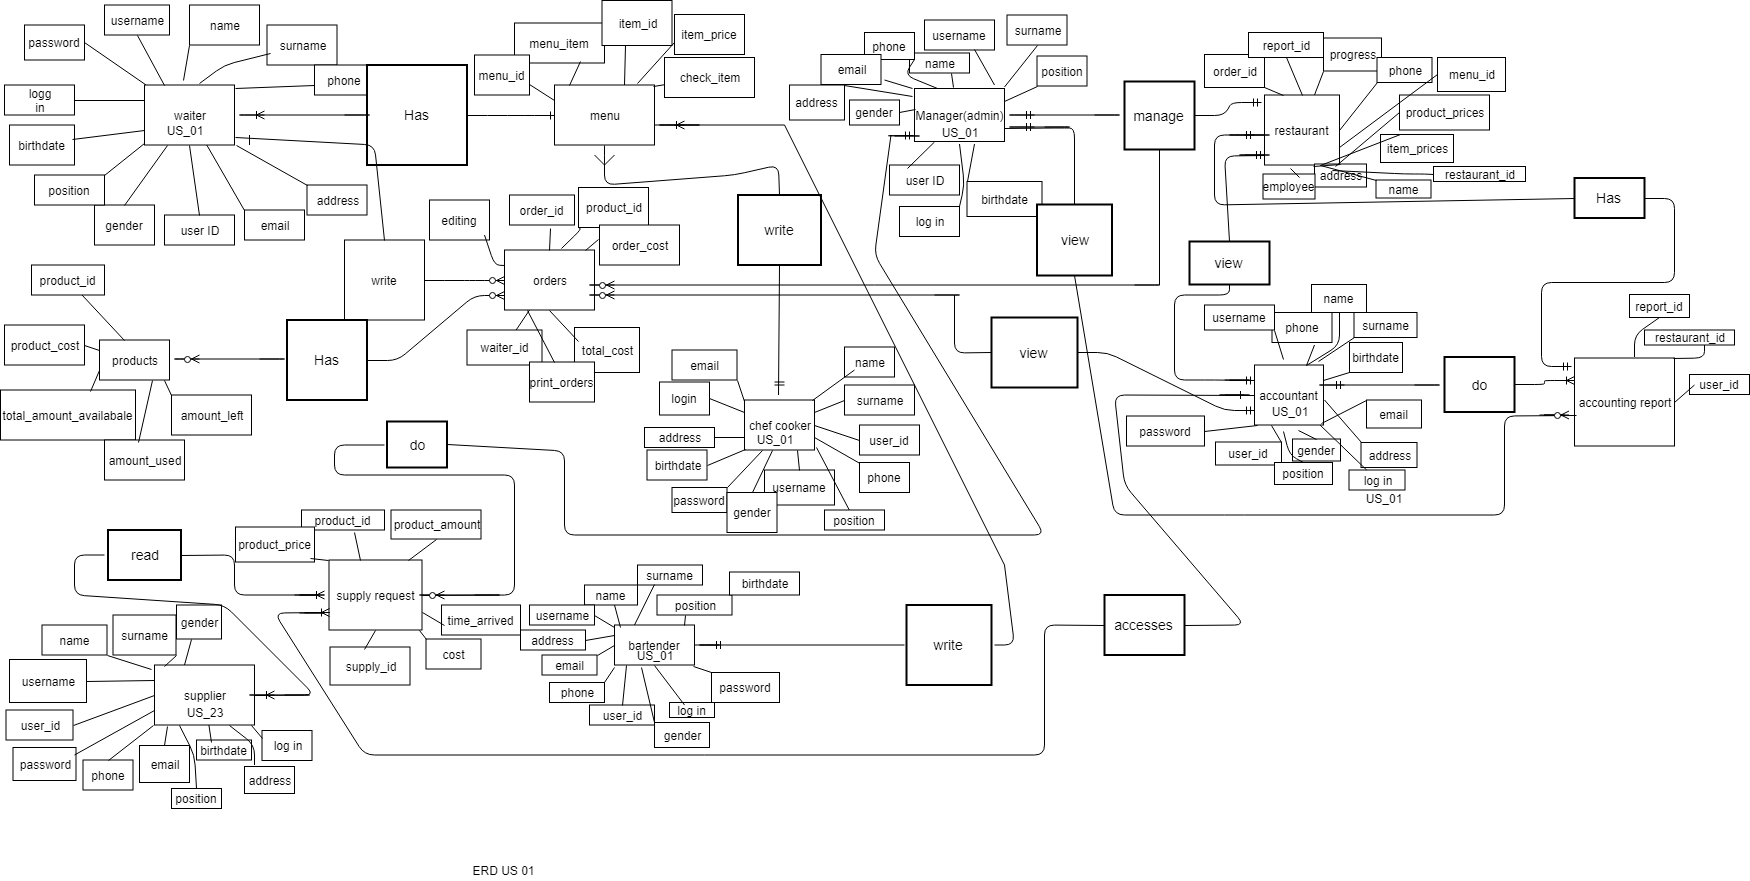 username
name
password
surname
phone
logg
in
birthdate
waiter
US_01
position
gender
user ID
email
address
Has
item_id
menu_item
item_price
menu_id
check_item
menu
write
editing
order_id
product_id
order_cost
orders
waiter_id
total_cost
print_orders
write
product_id
product_cost
products
total_amount_availabale
amount_left
amount_used
Has
phone
username
surname
email
name
position
address
gender
Manager(admin)
US_01
user ID
birthdate
log in
manage
view
report_id
progress
order_id
phone
menu_id
product_prices
item_prices
restaurant
address
employee
restaurant_id
name
Has
view
name
username
phone
surname
birthdate
accountant
US_01
email
password
user_id
gender
position
address
log in
US_01
view
do
report_id
restaurant_id
user_id
accounting report
email
name
login
surname
address
chef cooker
US_01
user_id
birthdate
phone
username
password
gender
position
do
read
product_id
product_amount
product_price
supply request
time_arrived
cost
supply_id
gender
surname
name
username
supplier
US_23
user_id
password
phone
email
birthdate
log in
address
position
surname
birthdate
name
position
username
address
bartender
US_01
email
phone
password
user_id
log in
gender
write
accesses
ERD US 01